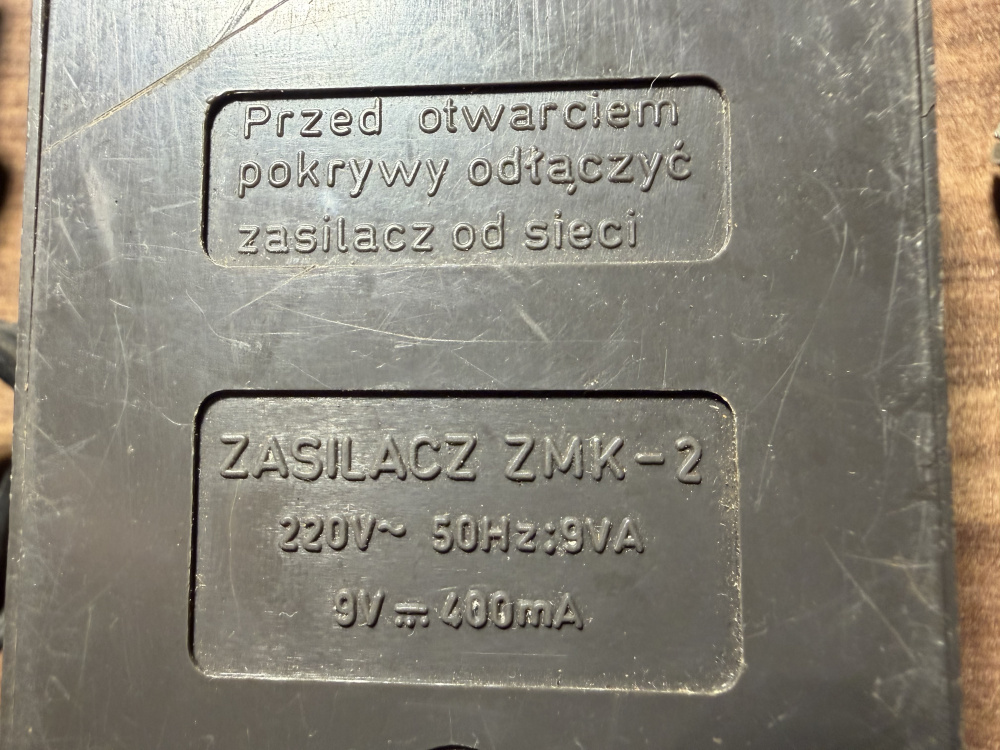 Przed otwarciem
pokrywy odłączyć
zasilacz od sieci
ZASILACZ ZMK-2
220V~ 50Hz:9VA
9V⎓400mA